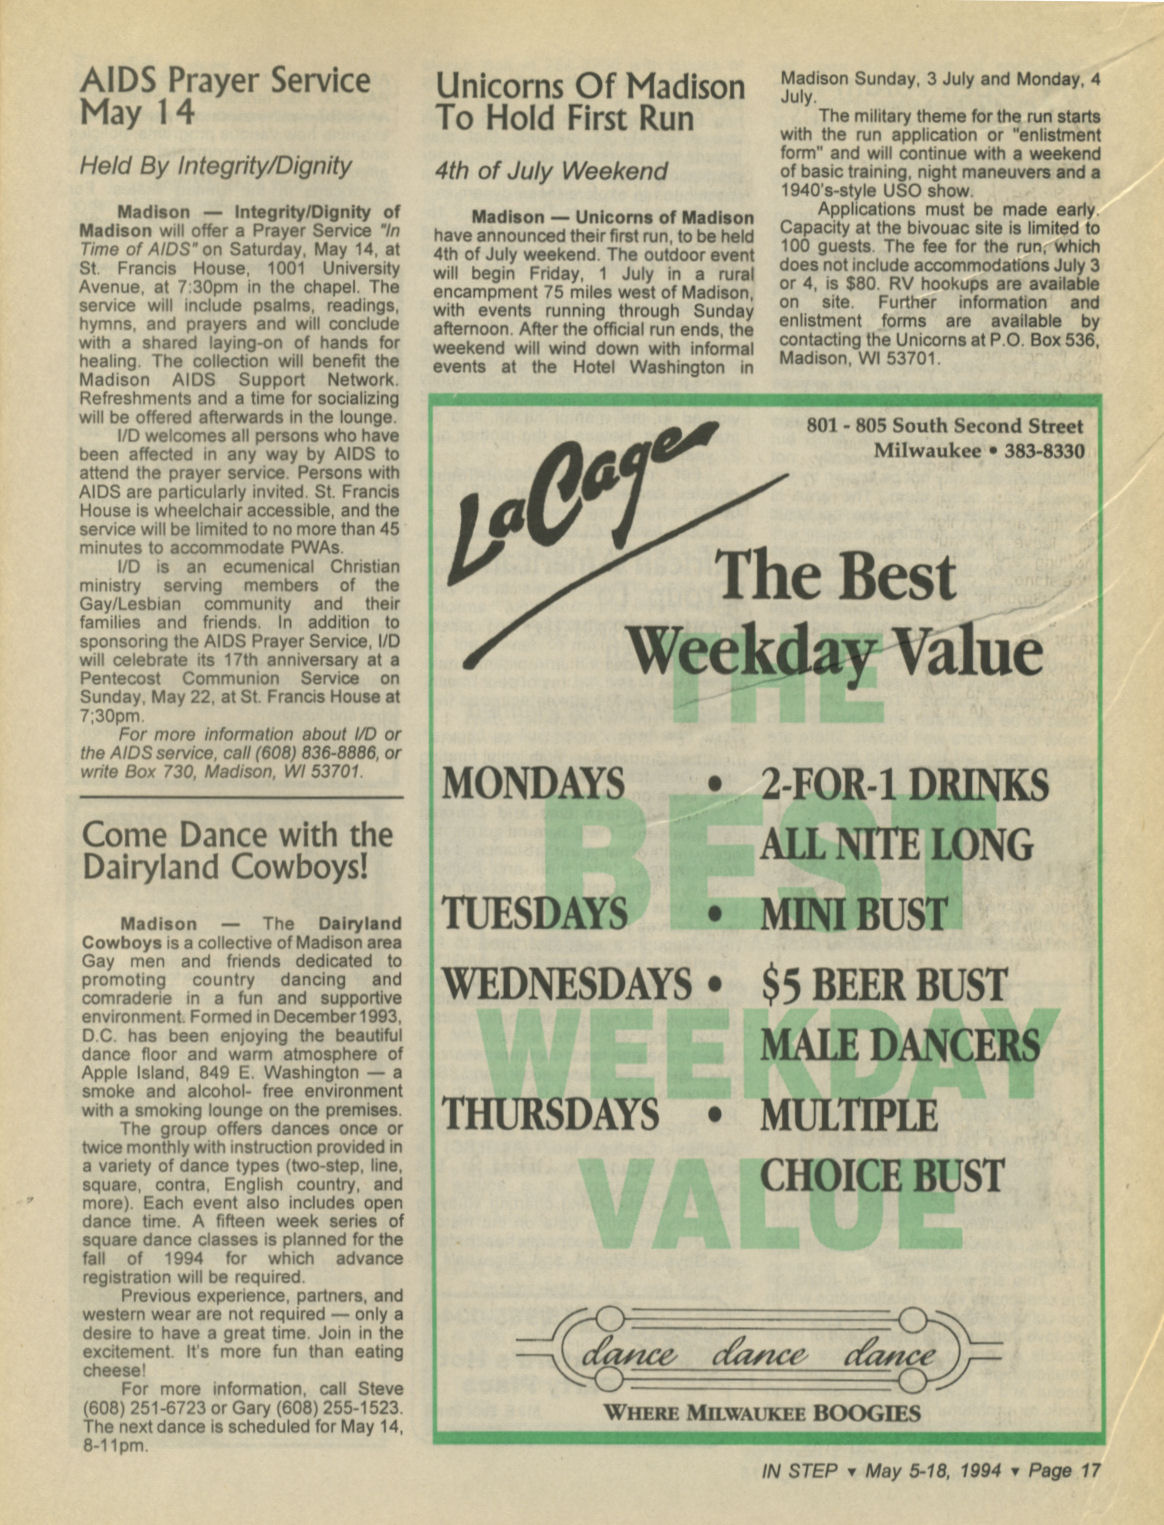 AIDS Prayer Service
May 14
Held By Integrity/Dignity
Madison — Integrity/Dignity of
Madison will offer a Prayer Service "In
Time of AIDS" on Saturday, May 14, at
St. Francis House, 1001 University
Avenue, at 7:30pm in the chapel. The
service will include psalms, readings,
hymns, and prayers and will conclude
with a shared laying-on of hands for
healing. The collection will benefit the
Madison AIDS Support Network.
Refreshments and a time for socializing
will be offered afterwards in the lounge.
I/D welcomes all persons who have
been affected in any way by AIDS to
attend the prayer service. Persons with
AIDS are particularly invited. St. Francis
House is wheelchair accessible, and the
service will be limited to no more than 45
minutes to accommodate PWAs.
I/D is an ecumenical Christian
ministry serving members of the
Gay/Lesbian community and their
families and friends. In addition to
sponsoring the AIDS Prayer Service, I/D
will celebrate its 17th anniversary at a
Pentecost Communion Service on
Sunday, May 22, at St. Francis House at
7;30pm.
For more information about I/D or
the AIDS service, call (608) 836-8886, or
write Box 730, Madison, WI 53701.
Come Dance with the
Dairyland Cowboys!
Madison — The Dairyland
Cowboys is a collective of Madison area
Gay men and friends dedicated to
promoting country dancing and
comraderie in a fun and supportive
environment. Formed in December 1993,
D.C. has been enjoying the beautiful
dance floor and warm atmosphere of
Apple Island, 849 E. Washington — a
smoke and alcohol- free environment
with a smoking lounge on the premises.
The group offers dances once or
twice monthly with instruction provided in
a variety of dance types (two-step, line,
square, contra, English country, and
more). Each event also includes open
dance time. A fifteen week series of
square dance classes is planned for the
fall of 1994 for which advance
registration will be required.
Previous experience, partners, and
western wear are not required — only a
desire to have a great time. Join in the
excitement. It's more fun than eating
cheese!
For more information, call Steve
(608) 251-6723 or Gary (608) 255-1523.
The next dance is scheduled for May 14,
8-11pm.
Unicorns Of Madison
To Hold First Run
4th of July Weekend
Madison — Unicorns of Madison
have announced their first run, to be held
4th of July weekend. The outdoor event
will begin Friday, 1 July in a rural
encampment 75 miles west of Madison,
with events running through Sunday
afternoon. After the official run ends, the
weekend will wind down with informal
events at the Hotel Washington in
Madison Sunday, 3 July and Monday, 4
July.
The military theme for the run starts
with the run application or "enlistment
form" and will continue with a weekend
of basic training, night maneuvers and a
1940's-style USO show.
Applications must be made early.
Capacity at the bivouac site is limited to
100 guests. The fee for the run, which
does not include accommodations July 3
or 4, is $80. RV hookups are available
on site. Further information and
enlistment forms are available by
contacting the Unicorns at P.O. Box 536,
Madison, WI 53701.
LaCage
801 - 805 South Second Street
Milwaukee • 383-8330
The Best
Weekday Value
THE
BEST
WEEKDAY
VALUE
MONDAYS • 2-FOR-1 DRINKS
ALL NITE LONG
TUESDAYS • MINI BUST
WEDNESDAYS • $5 BEER BUST
MALE DANCERS
THURSDAYS • MULTIPLE
CHOICE BUST
dance dance dance
WHERE MILWAUKEE BOOGIES
IN STEP ▼ May 5-18, 1994 ▼ Page 17